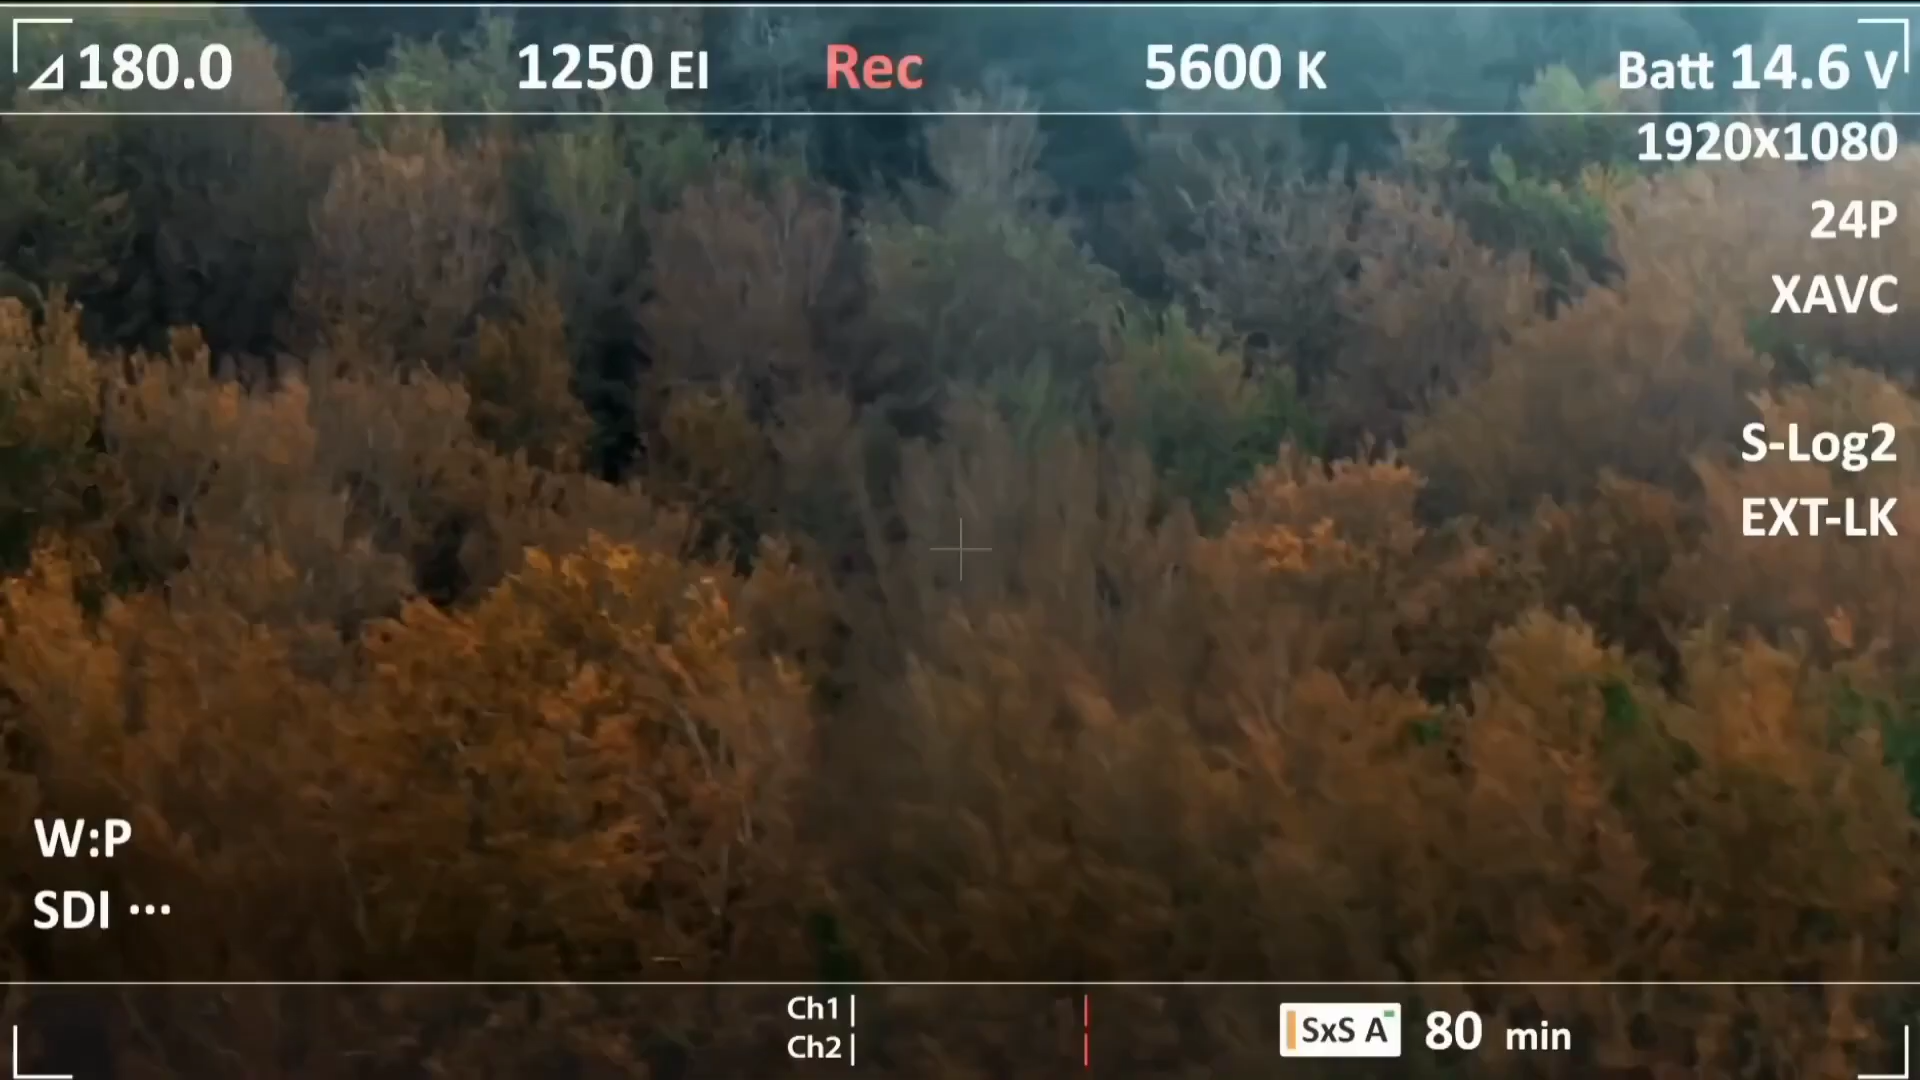 180.0 1250 EI Rec 5600 K Batt 14.6 V
1920x1080
24P
XAVC
S-Log2
EXT-LK
W:P
SDI ···
Ch1
Ch2
SxS A 80 min